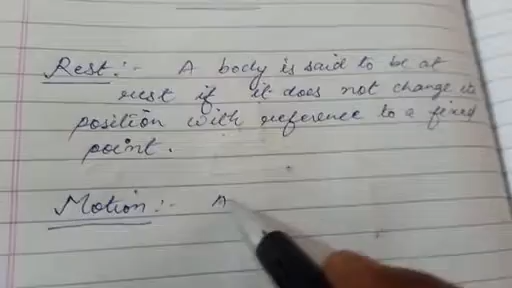 Rest :- A body is said to be at
rest if it does not change its
position with reference to a fixed
point.
Motion :- A